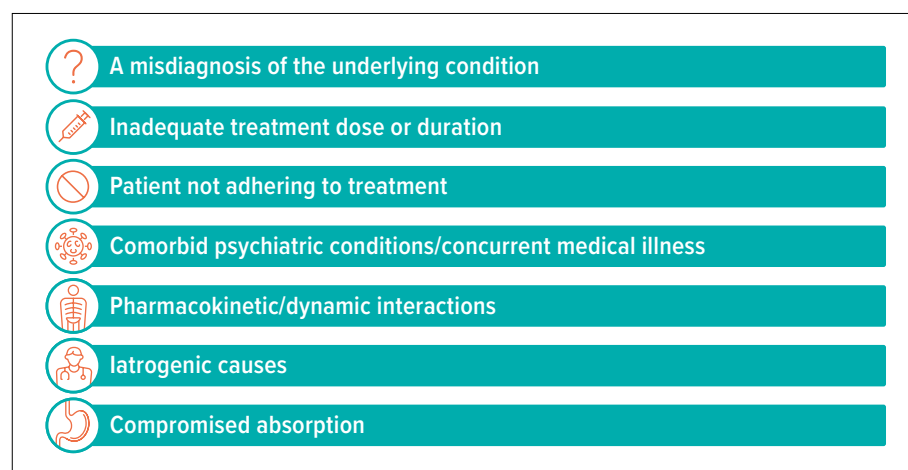 A misdiagnosis of the underlying condition
Inadequate treatment dose or duration
Patient not adhering to treatment
Comorbid psychiatric conditions/concurrent medical illness
Pharmacokinetic/dynamic interactions
Iatrogenic causes
Compromised absorption